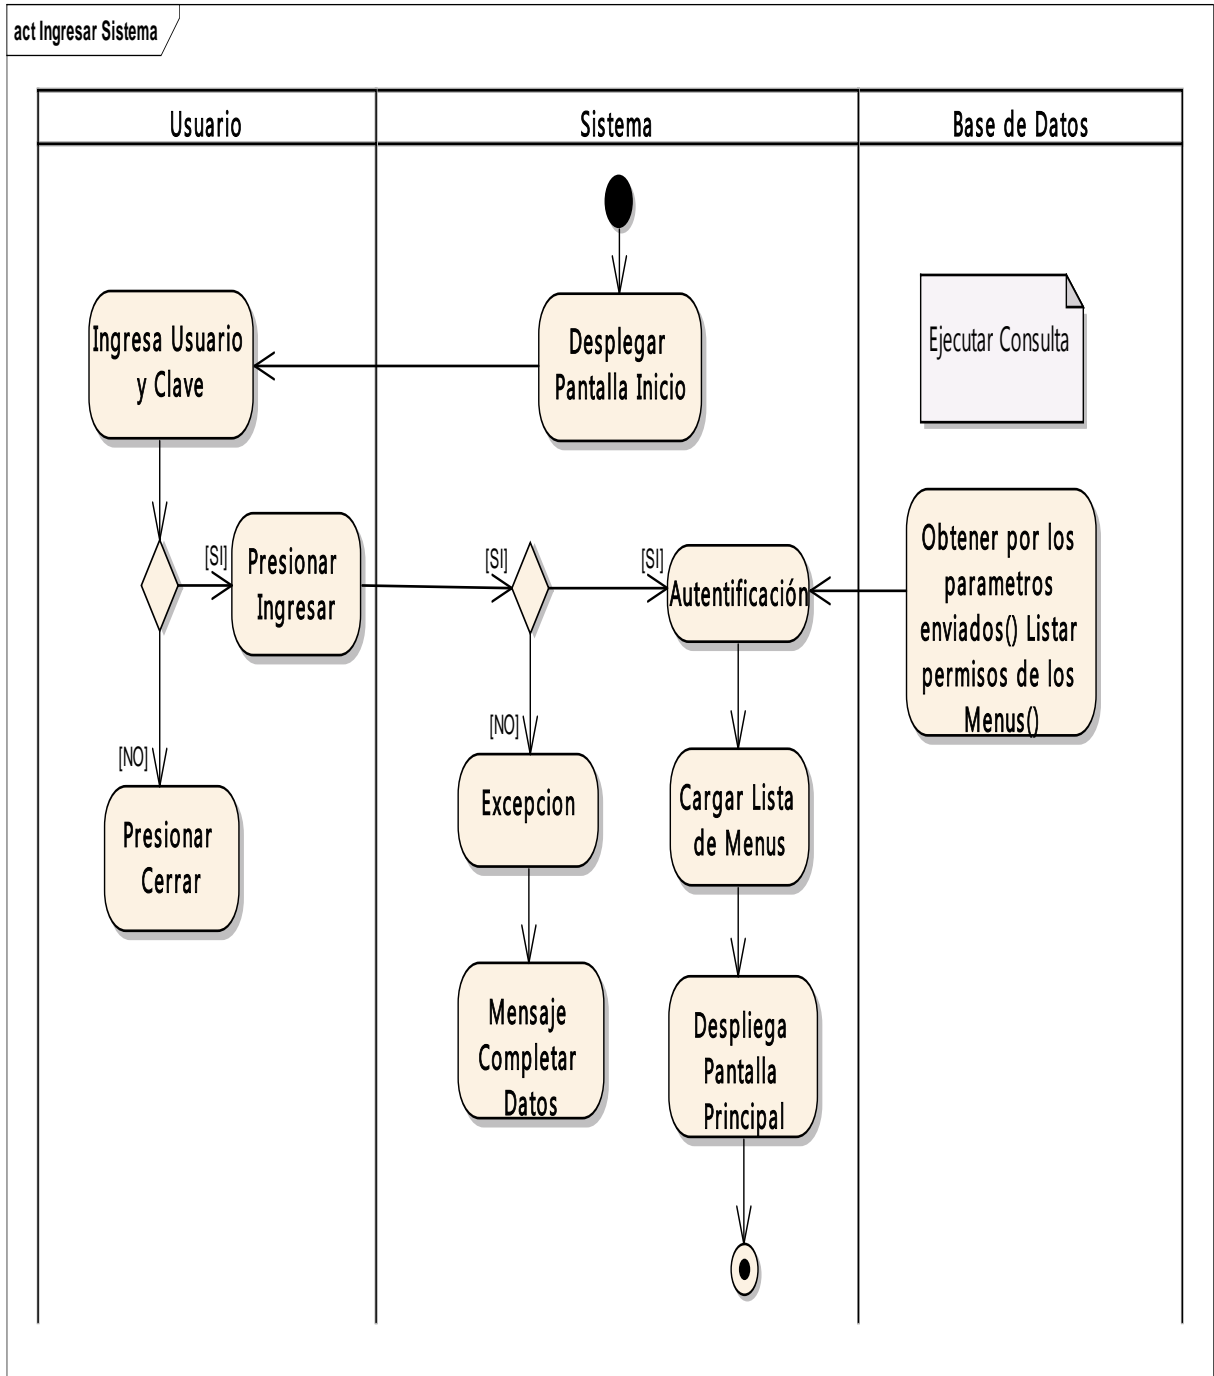 act Ingresar Sistema
Usuario
Sistema
Base de Datos
Ingresa Usuario
y Clave
Desplegar
Pantalla Inicio
Ejecutar Consulta
[SI]
Presionar
Ingresar
[SI]
[SI]
Autentificación
Obtener por los
parametros
enviados() Listar
permisos de los
Menus()
[NO]
Presionar
Cerrar
[NO]
Excepcion
Cargar Lista
de Menus
Mensaje
Completar
Datos
Despliega
Pantalla
Principal